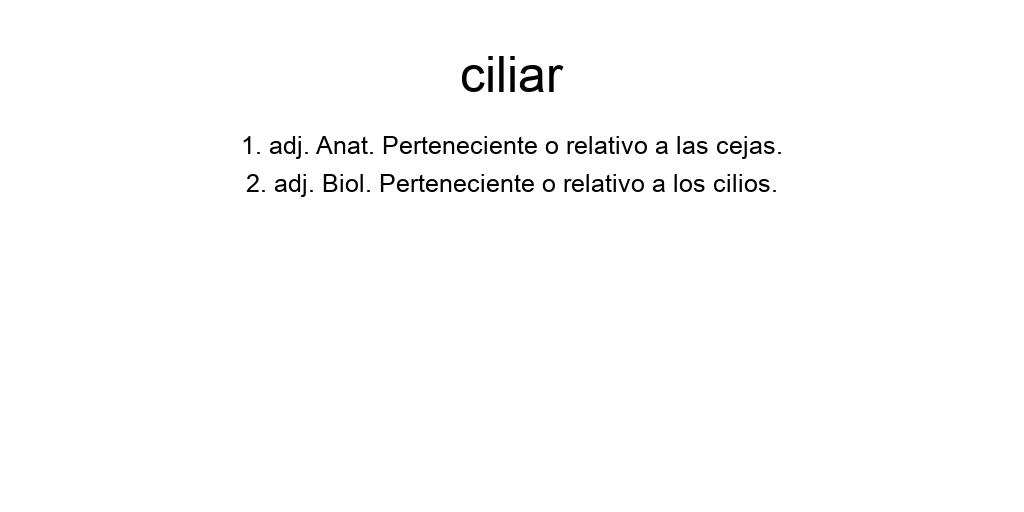 ciliar
1. adj. Anat. Perteneciente o relativo a las cejas.
2. adj. Biol. Perteneciente o relativo a los cilios.